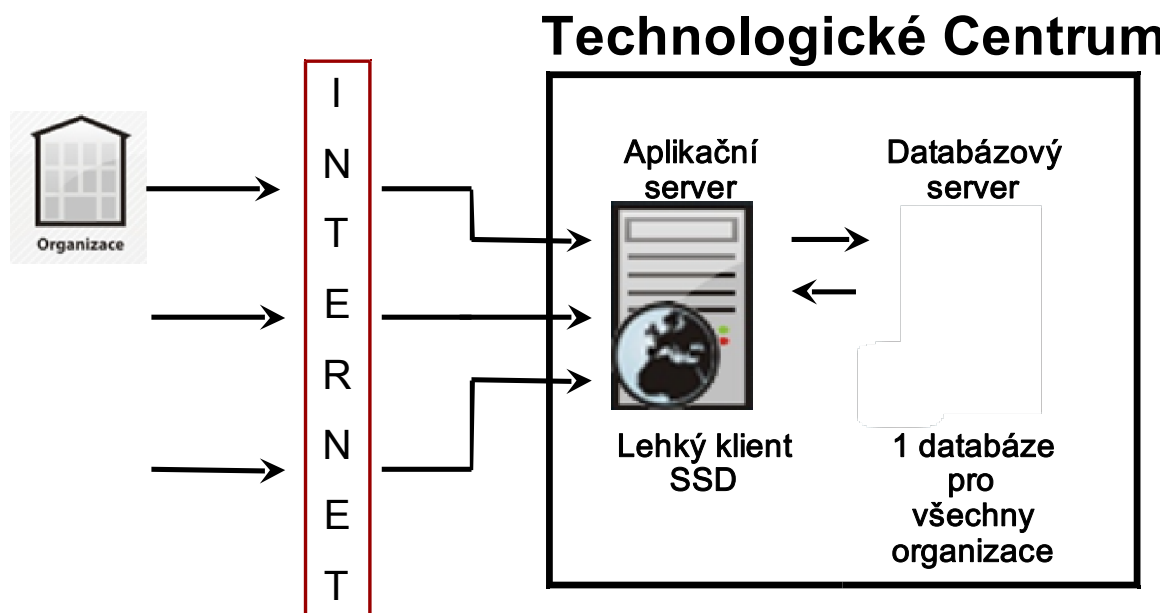 Technologické Centrum
I
N
T
E
R
N
E
T
Organizace
Aplikační
server
Databázový
server
Lehký klient
SSD
1 databáze
pro
všechny
organizace